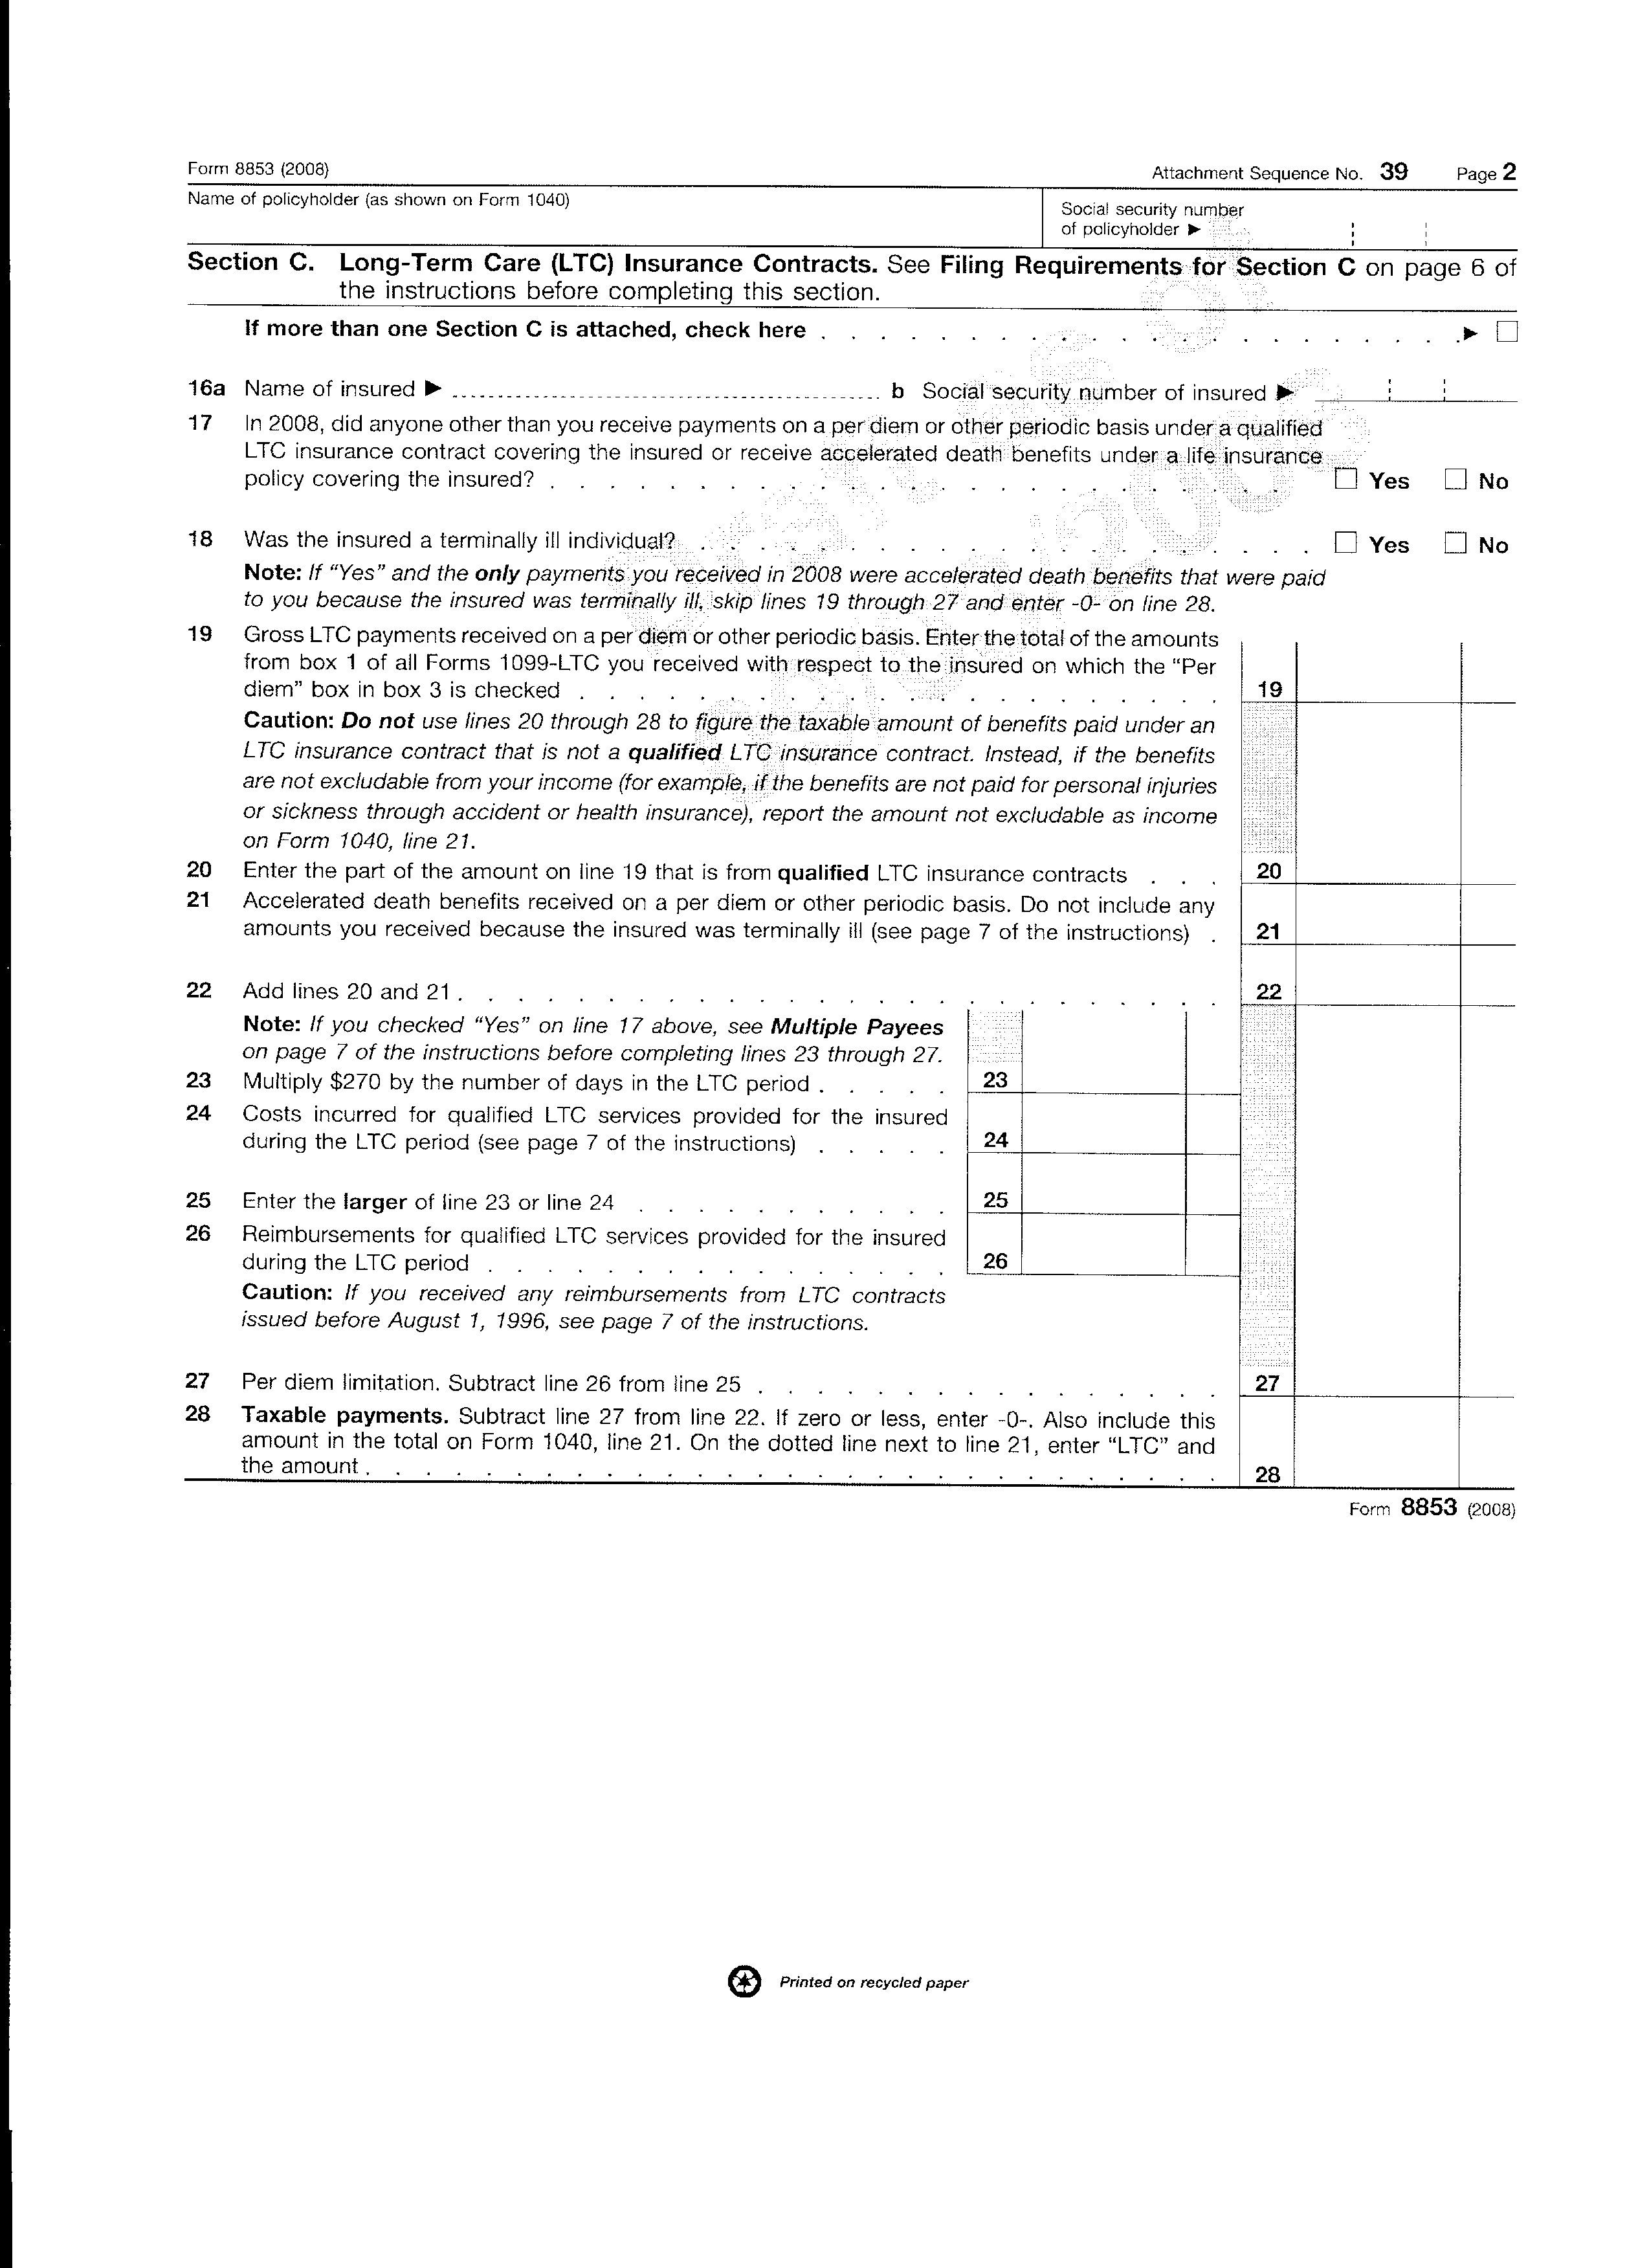 Form 8853 (2008) Attachment Sequence No. 39 Page 2
Name of policyholder (as shown on Form 1040)
Social security number
of policyholder ►
Section C. Long-Term Care (LTC) Insurance Contracts. See Filing Requirements for Section C on page 6 of
the instructions before completing this section.
If more than one Section C is attached, check here . . . . . . . . . . . . . . . . . . . . . . ► ☐
16a Name of insured ► ................................................ b Social security number of insured ►
17 In 2008, did anyone other than you receive payments on a per diem or other periodic basis under a qualified
LTC insurance contract covering the insured or receive accelerated death benefits under a life insurance
policy covering the insured? . . . . . . . . . . . . . . . . . . . . . . . . . ☐ Yes ☐ No
18 Was the insured a terminally ill individual? . . . . . . . . . . . . . . . . . . . . . ☐ Yes ☐ No
Note: If “Yes” and the only payments you received in 2008 were accelerated death benefits that were paid
to you because the insured was terminally ill, skip lines 19 through 27 and enter -0- on line 28.
19 Gross LTC payments received on a per diem or other periodic basis. Enter the total of the amounts
from box 1 of all Forms 1099-LTC you received with respect to the insured on which the “Per
diem” box in box 3 is checked . . . . . . . . . . . . . . . . . . . . . . 19
Caution: Do not use lines 20 through 28 to figure the taxable amount of benefits paid under an
LTC insurance contract that is not a qualified LTC insurance contract. Instead, if the benefits
are not excludable from your income (for example, if the benefits are not paid for personal injuries
or sickness through accident or health insurance), report the amount not excludable as income
on Form 1040, line 21.
20 Enter the part of the amount on line 19 that is from qualified LTC insurance contracts . . . 20
21 Accelerated death benefits received on a per diem or other periodic basis. Do not include any
amounts you received because the insured was terminally ill (see page 7 of the instructions) . 21
22 Add lines 20 and 21 . . . . . . . . . . . . . . . . . . . . . . . . . . 22
Note: If you checked “Yes” on line 17 above, see Multiple Payees
on page 7 of the instructions before completing lines 23 through 27.
23 Multiply $270 by the number of days in the LTC period . . . . . 23
24 Costs incurred for qualified LTC services provided for the insured
during the LTC period (see page 7 of the instructions) . . . . . 24
25 Enter the larger of line 23 or line 24 . . . . . . . . . . . 25
26 Reimbursements for qualified LTC services provided for the insured
during the LTC period . . . . . . . . . . . . . . . . 26
Caution: If you received any reimbursements from LTC contracts
issued before August 1, 1996, see page 7 of the instructions.
27 Per diem limitation. Subtract line 26 from line 25 . . . . . . . . . . . . . . . . 27
28 Taxable payments. Subtract line 27 from line 22. If zero or less, enter -0-. Also include this
amount in the total on Form 1040, line 21. On the dotted line next to line 21, enter “LTC” and
the amount . . . . . . . . . . . . . . . . . . . . . . . . . . . . . 28
Form 8853 (2008)
Printed on recycled paper